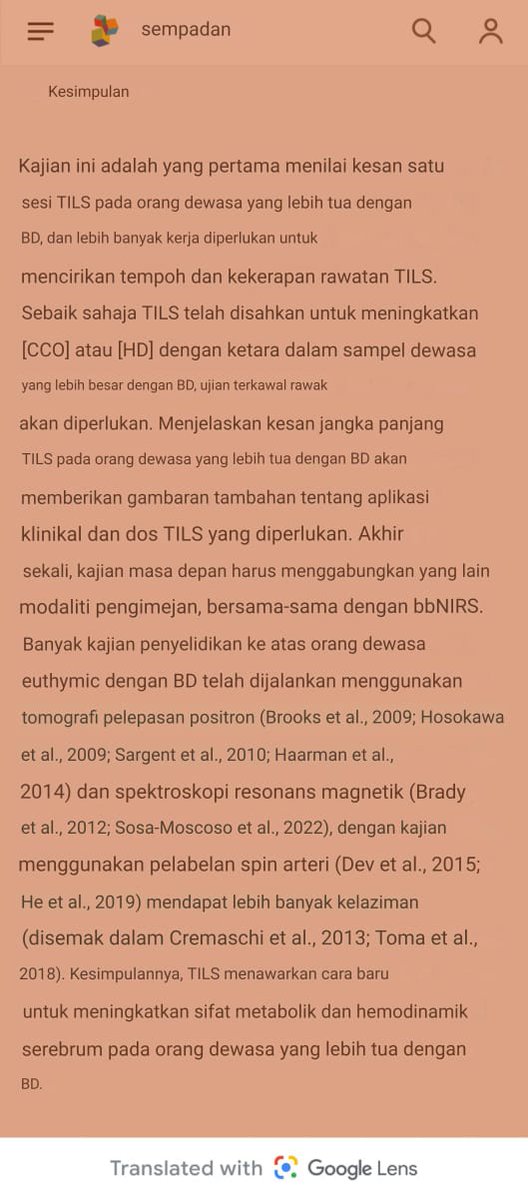 sempadan
Kesimpulan
Kajian ini adalah yang pertama menilai kesan satu
sesi TILS pada orang dewasa yang lebih tua dengan
BD, dan lebih banyak kerja diperlukan untuk
mencirikan tempoh dan kekerapan rawatan TILS.
Sebaik sahaja TILS telah disahkan untuk meningkatkan
[CCO] atau [HD] dengan ketara dalam sampel dewasa
yang lebih besar dengan BD, ujian terkawal rawak
akan diperlukan. Menjelaskan kesan jangka panjang
TILS pada orang dewasa yang lebih tua dengan BD akan
memberikan gambaran tambahan tentang aplikasi
klinikal dan dos TILS yang diperlukan. Akhir
sekali, kajian masa depan harus menggabungkan yang lain
modaliti pengimejan, bersama-sama dengan bbNIRS.
Banyak kajian penyelidikan ke atas orang dewasa
euthymic dengan BD telah dijalankan menggunakan
tomografi pelepasan positron (Brooks et al., 2009; Hosokawa
et al., 2009; Sargent et al., 2010; Haarman et al.,
2014) dan spektroskopi resonans magnetik (Brady
et al., 2012; Sosa-Moscoso et al., 2022), dengan kajian
menggunakan pelabelan spin arteri (Dev et al., 2015;
He et al., 2019) mendapat lebih banyak kelaziman
(disemak dalam Cremaschi et al., 2013; Toma et al.,
2018). Kesimpulannya, TILS menawarkan cara baru
untuk meningkatkan sifat metabolik dan hemodinamik
serebrum pada orang dewasa yang lebih tua dengan
BD.
Translated with Google Lens